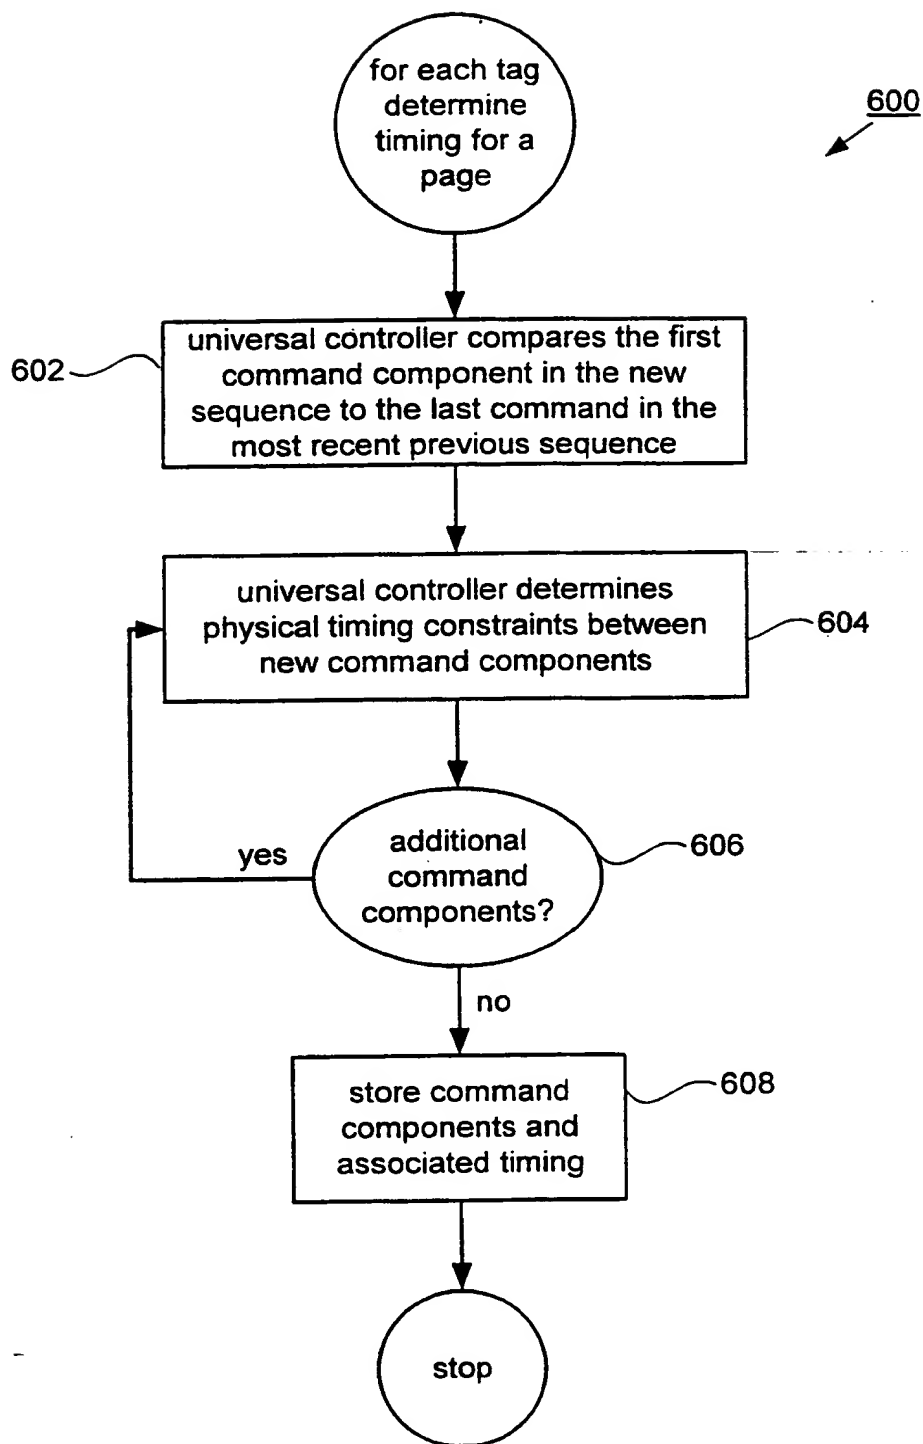 for each tag
determine
timing for a
page
600
602
universal controller compares the first
command component in the new
sequence to the last command in the
most recent previous sequence
universal controller determines
physical timing constraints between
new command components
604
additional
command
components?
606
yes
no
store command
components and
associated timing
608
stop